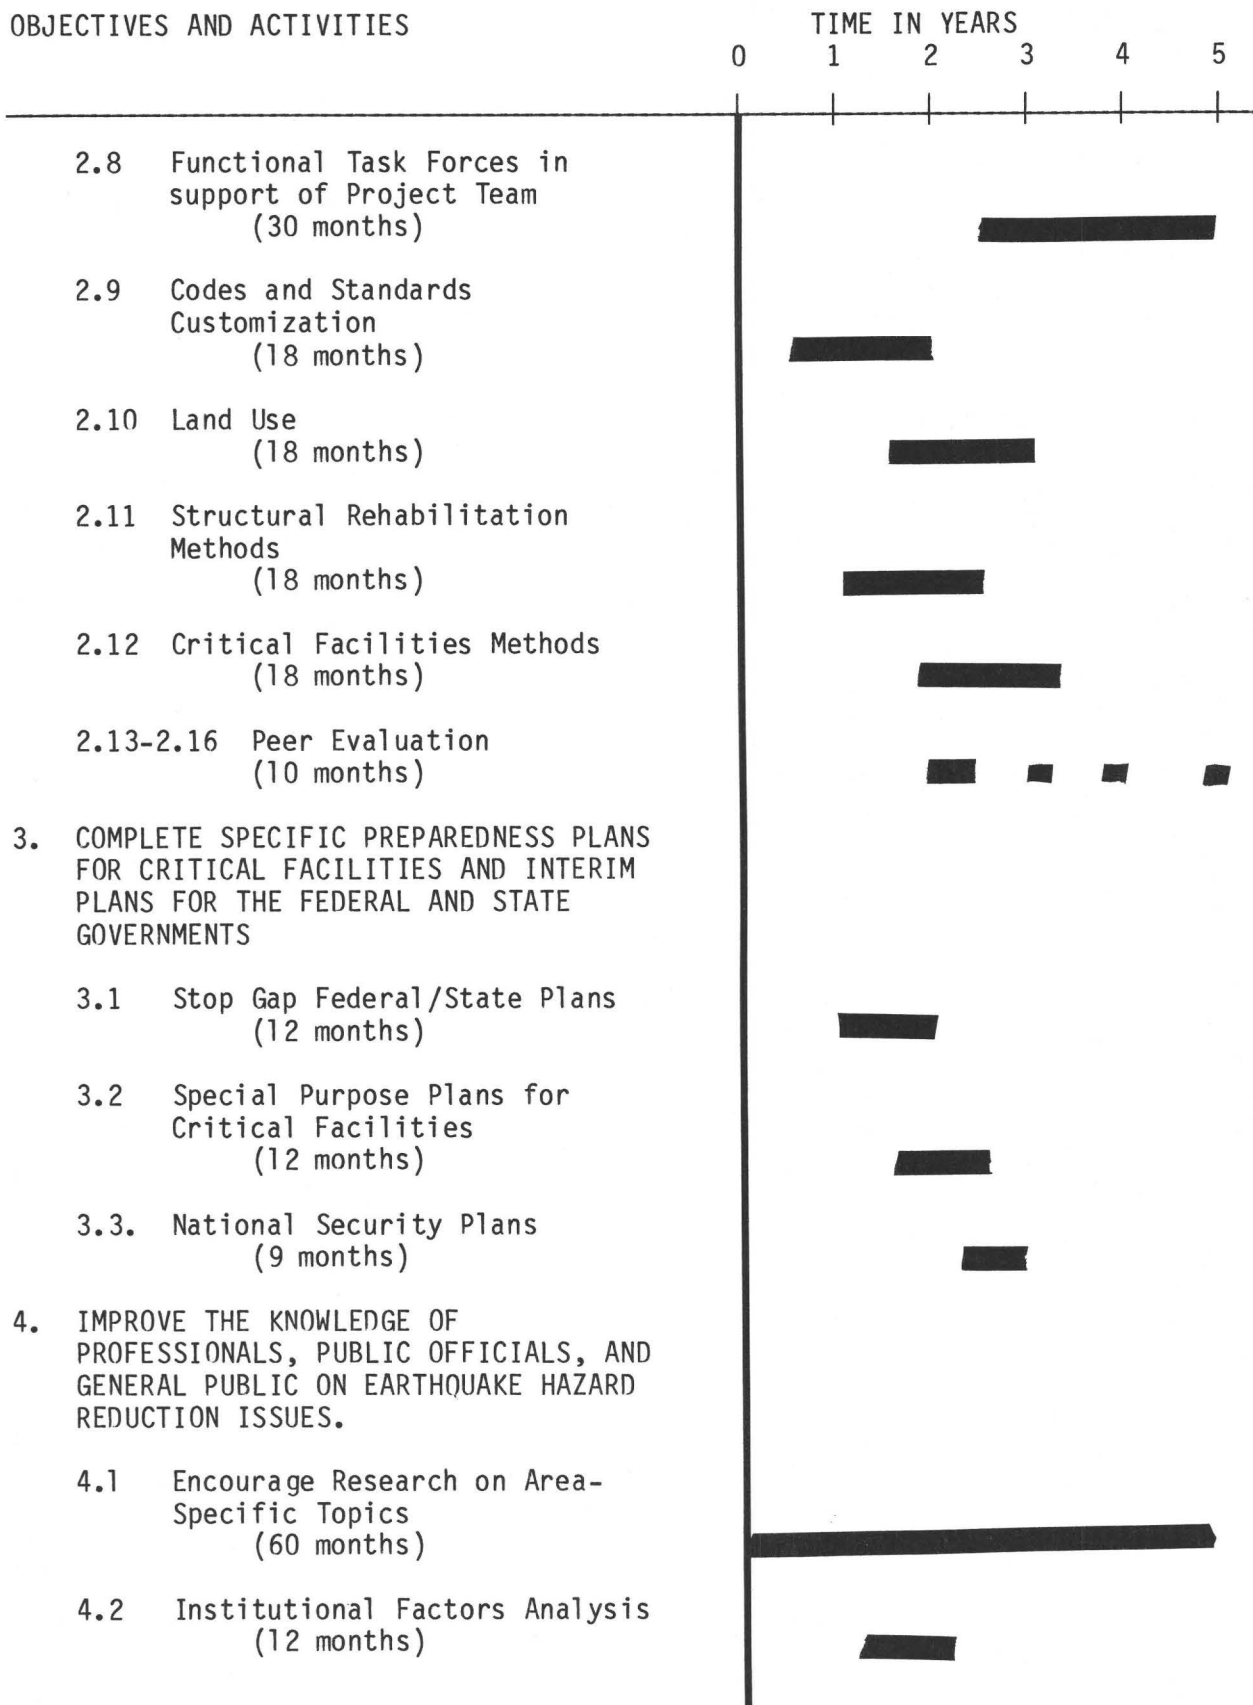 OBJECTIVES AND ACTIVITIES
TIME IN YEARS
0 1 2 3 4 5
2.8 Functional Task Forces in
support of Project Team
(30 months)
2.9 Codes and Standards
Customization
(18 months)
2.10 Land Use
(18 months)
2.11 Structural Rehabilitation
Methods
(18 months)
2.12 Critical Facilities Methods
(18 months)
2.13-2.16 Peer Evaluation
(10 months)
3. COMPLETE SPECIFIC PREPAREDNESS PLANS
FOR CRITICAL FACILITIES AND INTERIM
PLANS FOR THE FEDERAL AND STATE
GOVERNMENTS
3.1 Stop Gap Federal/State Plans
(12 months)
3.2 Special Purpose Plans for
Critical Facilities
(12 months)
3.3. National Security Plans
(9 months)
4. IMPROVE THE KNOWLEDGE OF
PROFESSIONALS, PUBLIC OFFICIALS, AND
GENERAL PUBLIC ON EARTHQUAKE HAZARD
REDUCTION ISSUES.
4.1 Encourage Research on Area-
Specific Topics
(60 months)
4.2 Institutional Factors Analysis
(12 months)